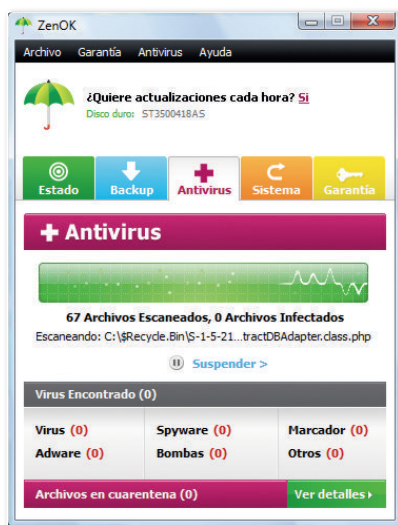 ZenOK
Archivo Garantía Antivirus Ayuda
¿Quiere actualizaciones cada hora? Si
Disco duro: ST3500418AS
Estado Backup Antivirus Sistema Garantía
Antivirus
67 Archivos Escaneados, 0 Archivos Infectados
Escaneando: C:\$Recycle.Bin\S-1-5-21...tractDBAdapter.class.php
Suspender >
Virus Encontrado (0)
Virus (0) Spyware (0) Marcador (0)
Adware (0) Bombas (0) Otros (0)
Archivos en cuarentena (0) Ver detalles